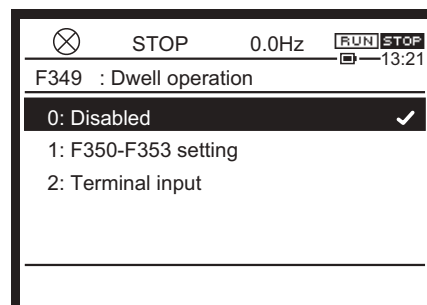 STOP 0.0Hz RUN STOP
13:21
F349 : Dwell operation
0: Disabled
1: F350-F353 setting
2: Terminal input